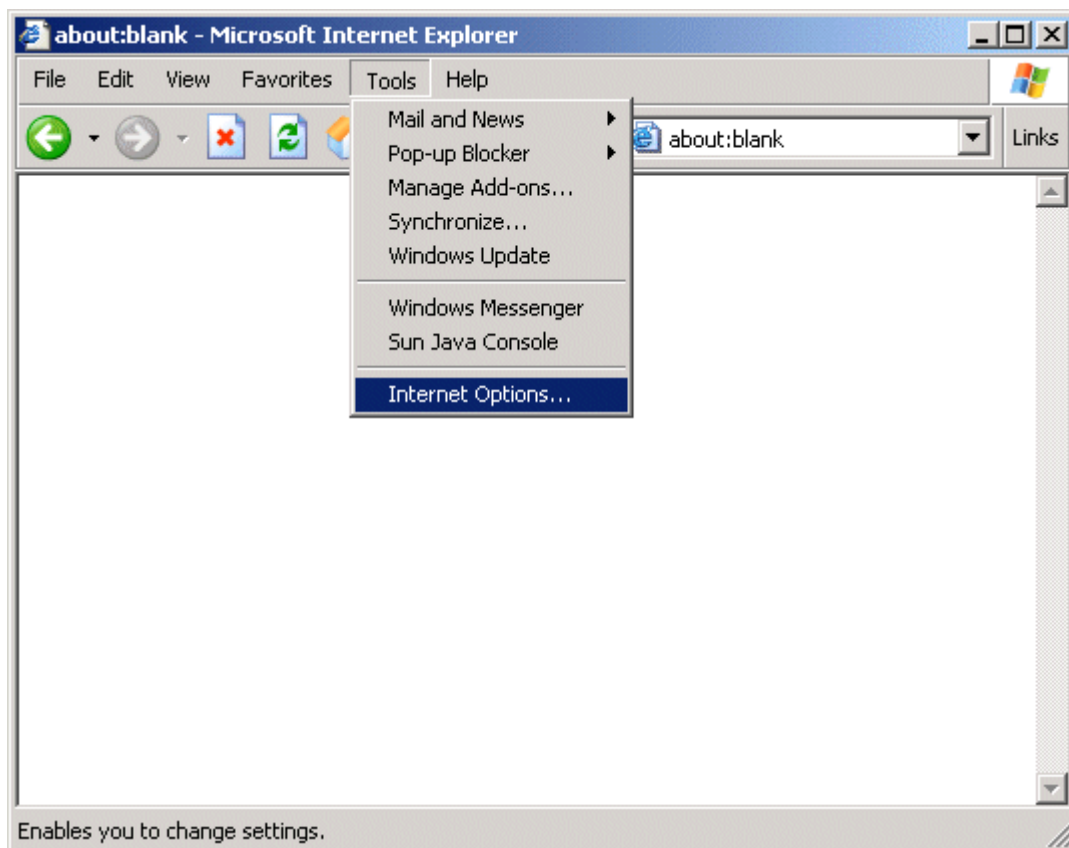 about:blank - Microsoft Internet Explorer
File Edit View Favorites Tools Help
about:blank Links
Mail and News
Pop-up Blocker
Manage Add-ons...
Synchronize...
Windows Update
Windows Messenger
Sun Java Console
Internet Options...
Enables you to change settings.